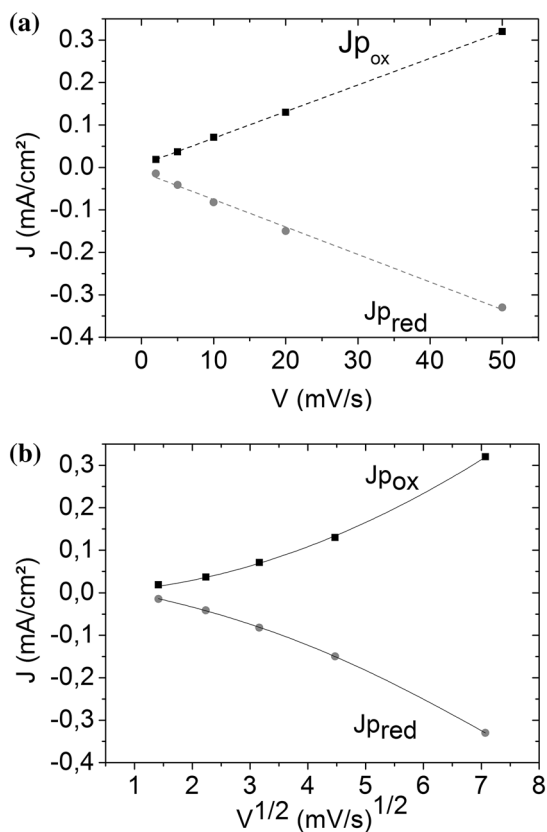 (a)
0.3
0.2
0.1
0.0
-0.1
-0.2
-0.3
-0.4
J (mA/cm²)
Jp_ox
Jp_red
0 10 20 30 40 50
V (mV/s)
(b)
0,3
0,2
0,1
0,0
-0,1
-0,2
-0,3
-0,4
J (mA/cm²)
Jp_ox
Jp_red
1 2 3 4 5 6 7 8
V^1/2 (mV/s)^1/2